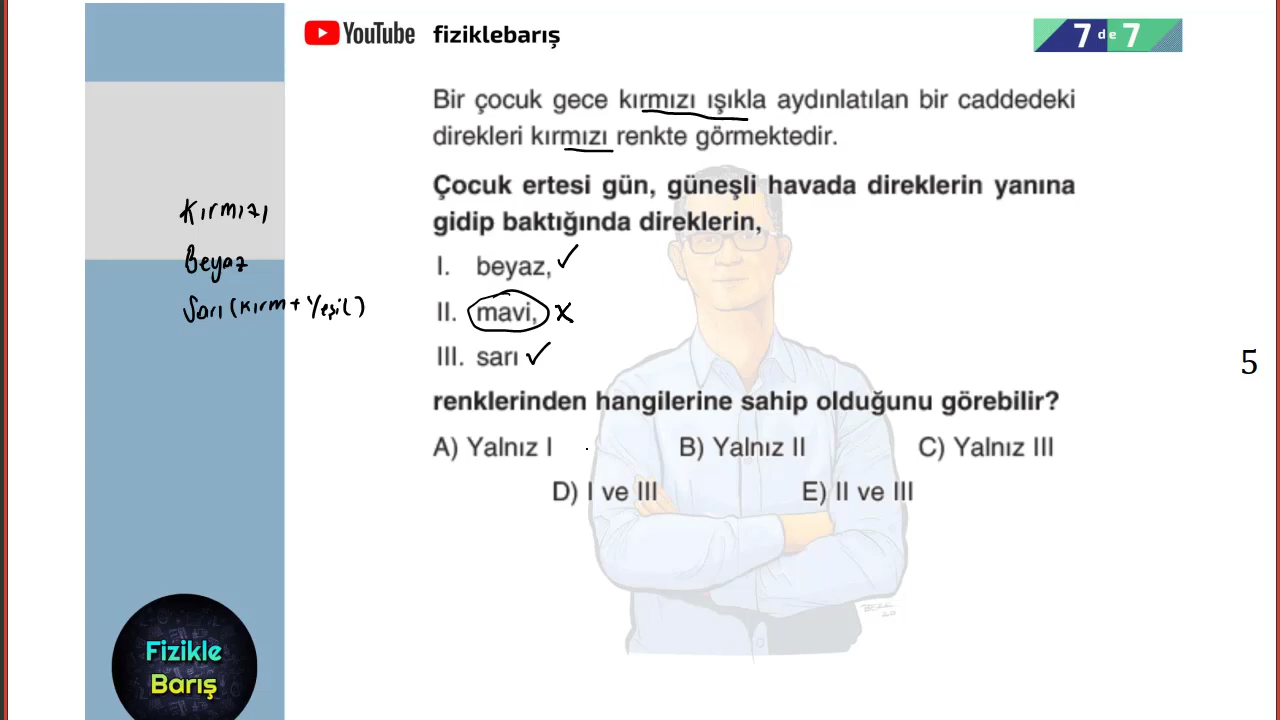 YouTube fiziklebarış
7 de 7
Bir çocuk gece kırmızı ışıkla aydınlatılan bir caddedeki
direkleri kırmızı renkte görmektedir.
Çocuk ertesi gün, güneşli havada direklerin yanına
gidip baktığında direklerin,
Kırmızı
Beyaz
Sarı (kırm + Yeşil)
I. beyaz, ✓
II. mavi, x
III. sarı ✓
5
renklerinden hangilerine sahip olduğunu görebilir?
A) Yalnız I B) Yalnız II C) Yalnız III
D) I ve III E) II ve III
Fizikle
Barış